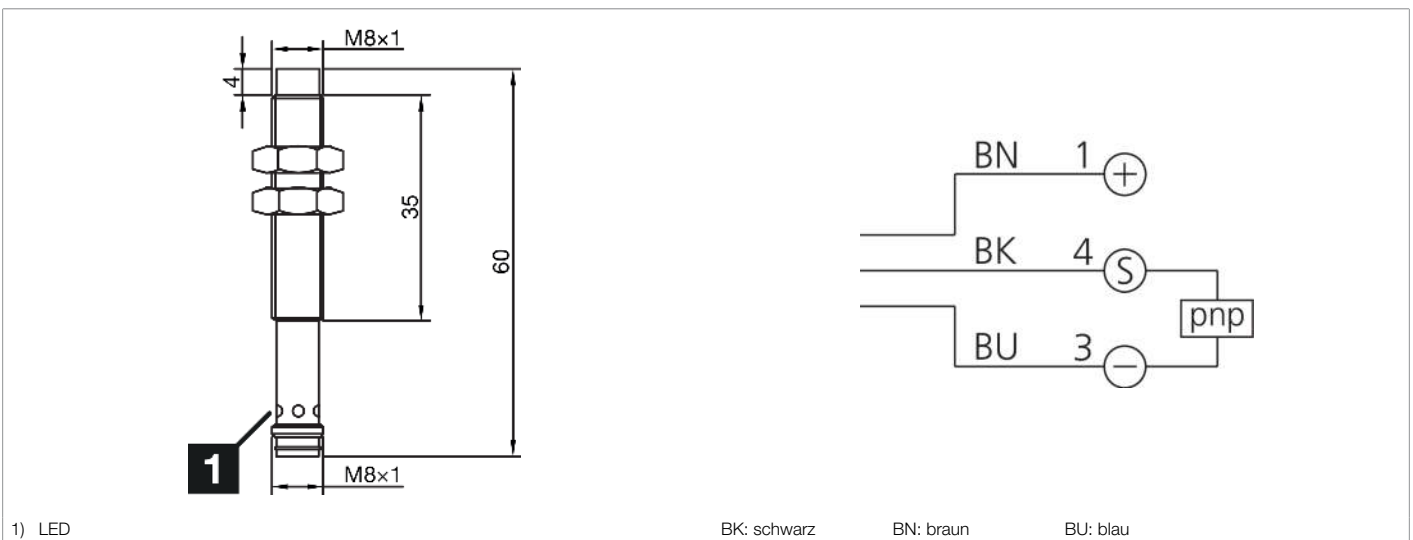 M8×1
4
35
60
1
M8×1
BN 1 +
BK 4 S
pnp
BU 3 −
1) LED
BK: schwarz BN: braun BU: blau